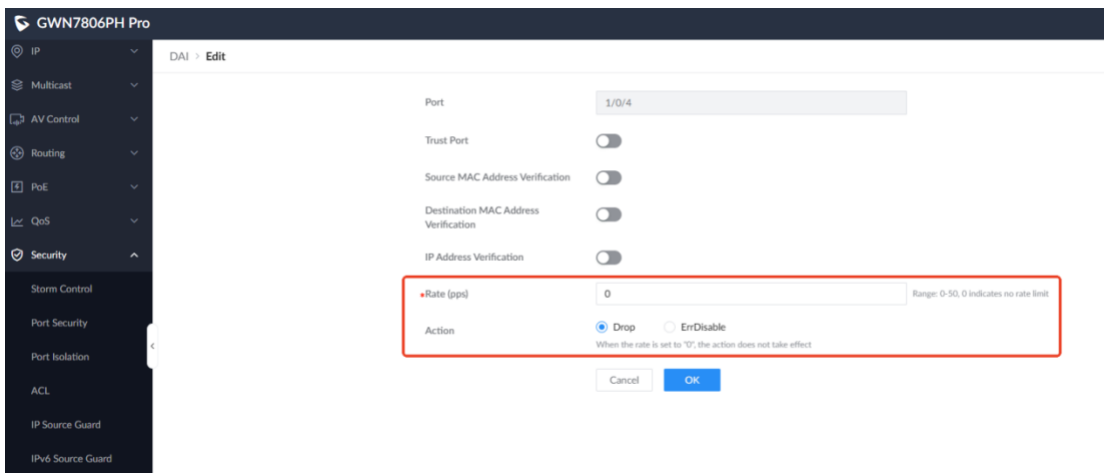 GWN7806PH Pro
IP
Multicast
AV Control
Routing
PoE
QoS
Security
Storm Control
Port Security
Port Isolation
ACL
IP Source Guard
IPv6 Source Guard
DAI > Edit
Port
1/0/4
Trust Port
Source MAC Address Verification
Destination MAC Address
Verification
IP Address Verification
Rate (pps)
0
Range: 0-50, 0 indicates no rate limit
Action
Drop
ErrDisable
When the rate is set to "0", the action does not take effect
Cancel
OK